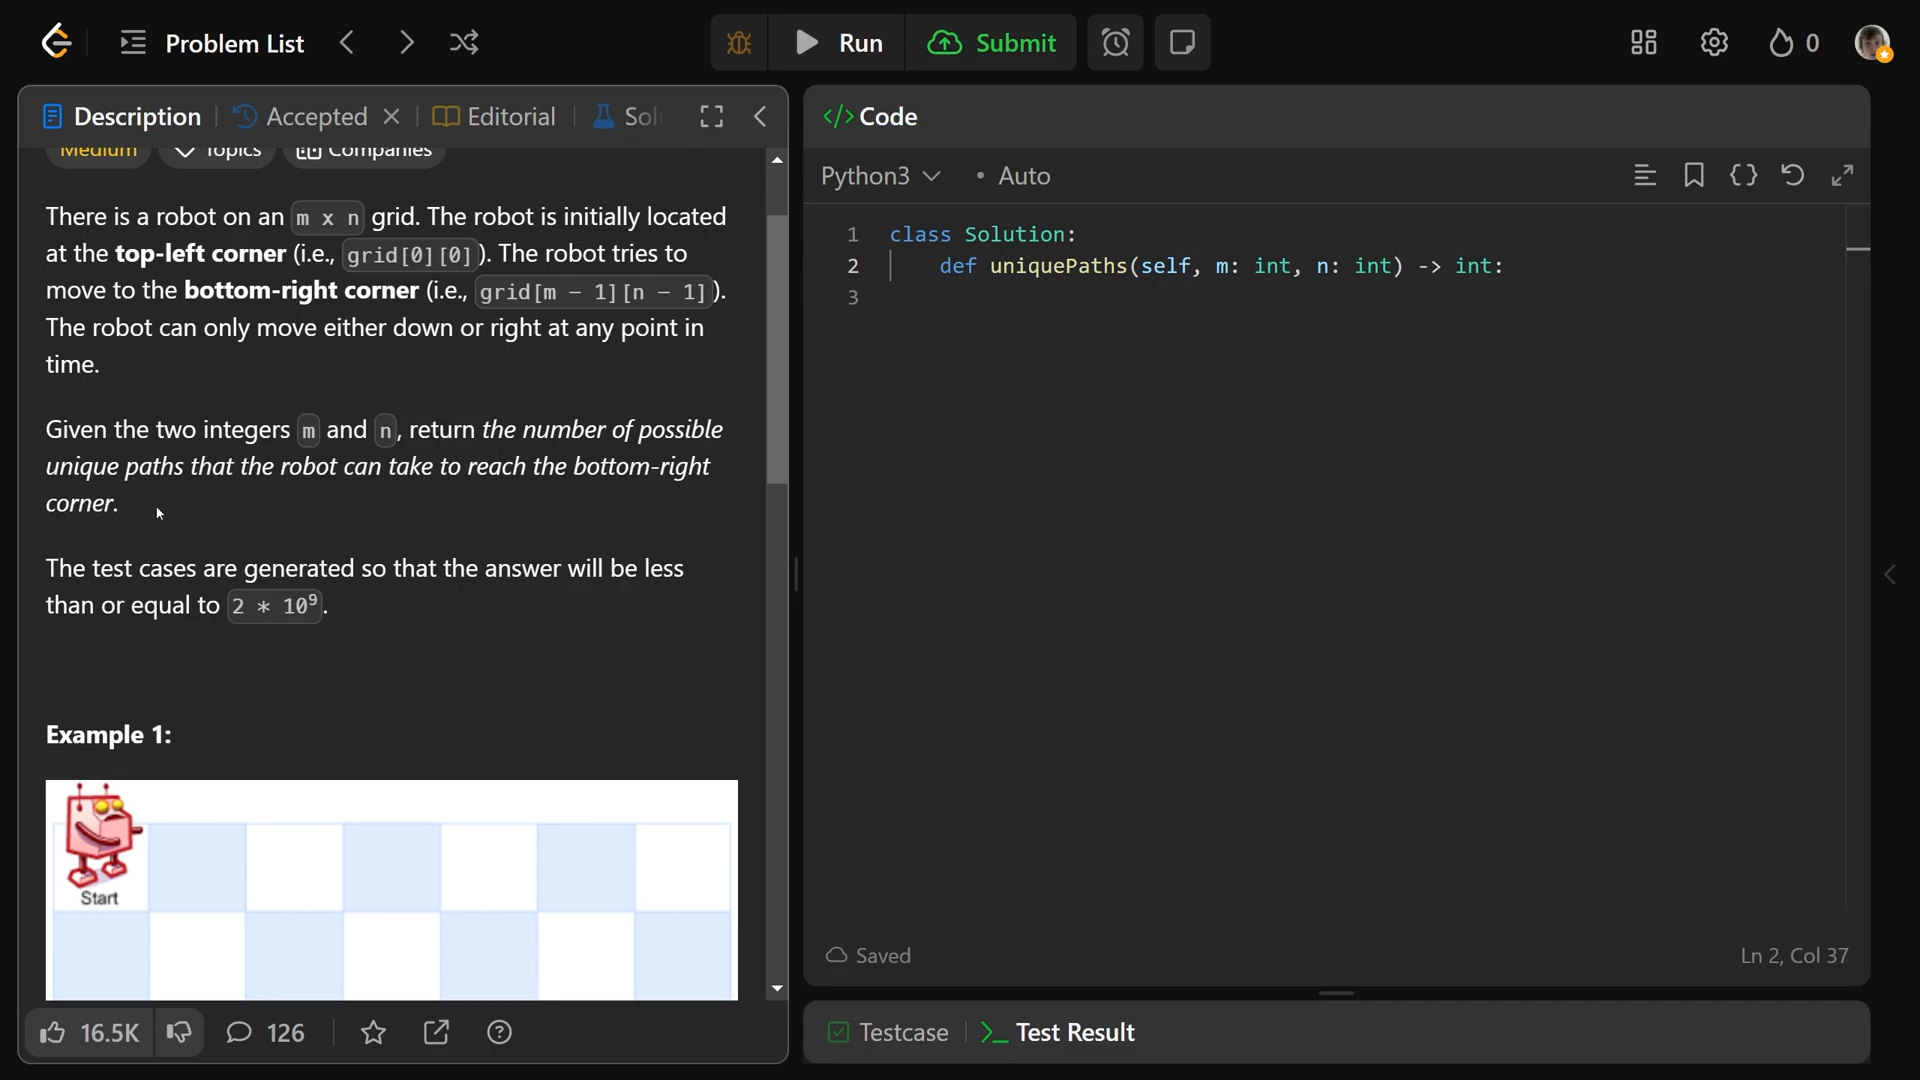 Problem List
Run
Submit
0
Description
Accepted
Editorial
Medium
Topics
Companies
There is a robot on an m x n grid. The robot is initially located
at the top-left corner (i.e., grid[0][0]). The robot tries to
move to the bottom-right corner (i.e., grid[m - 1][n - 1]).
The robot can only move either down or right at any point in
time.
Given the two integers m and n, return the number of possible
unique paths that the robot can take to reach the bottom-right
corner.
The test cases are generated so that the answer will be less
than or equal to 2 * 10⁹.
Example 1:
Start
16.5K
126
</> Code
Python3
• Auto
1 class Solution:
2 def uniquePaths(self, m: int, n: int) -> int:
3
Saved
Ln 2, Col 37
Testcase
Test Result